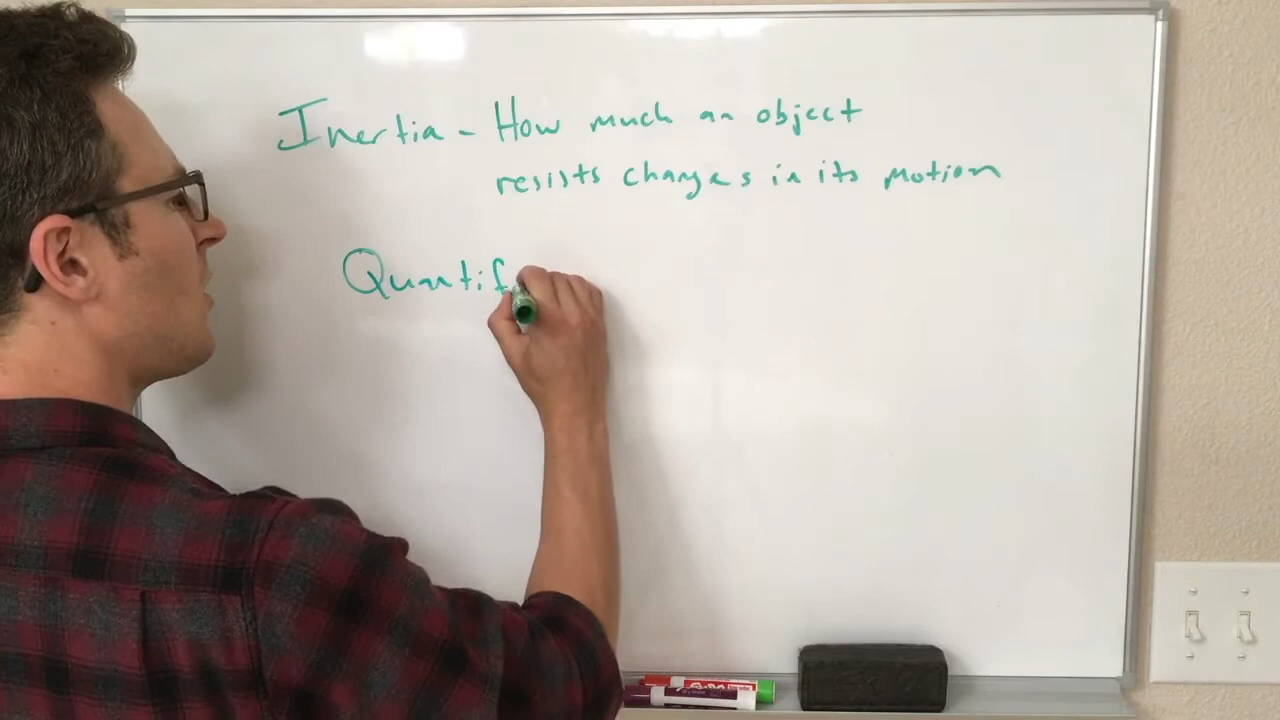 Inertia - How much an object
resists changes in its motion
Quantif